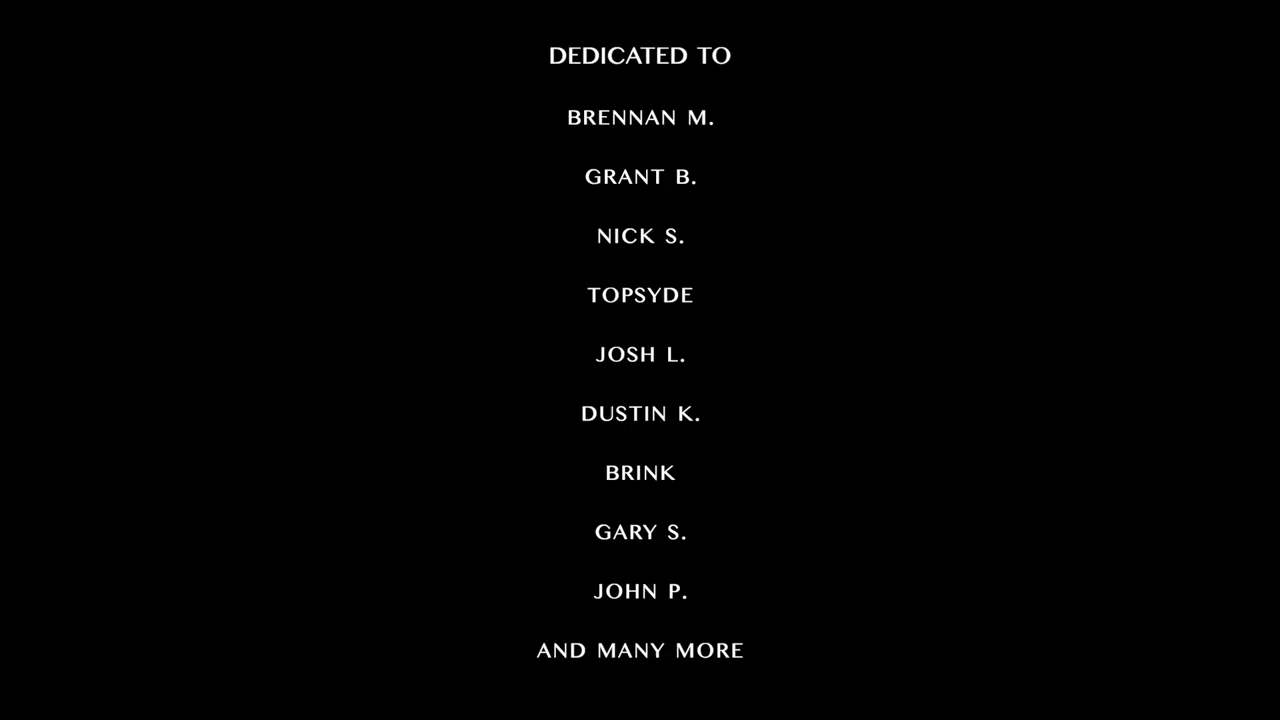 DEDICATED TO
BRENNAN M.
GRANT B.
NICK S.
TOPSYDE
JOSH L.
DUSTIN K.
BRINK
GARY S.
JOHN P.
AND MANY MORE